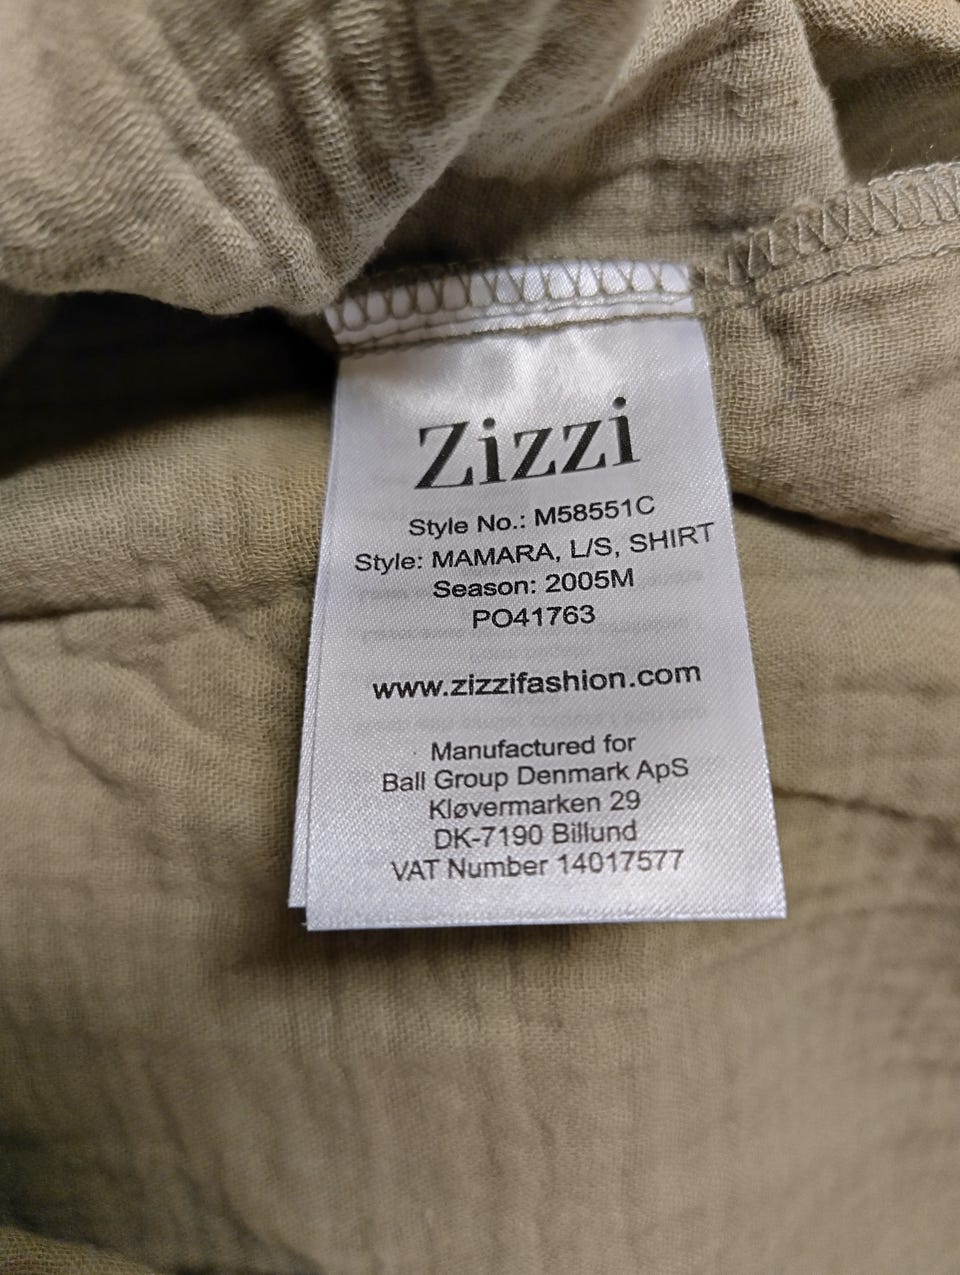 Zizzi
Style No.: M58551C
Style: MAMARA, L/S, SHIRT
Season: 2005M
PO41763
www.zizzifashion.com
Manufactured for
Ball Group Denmark ApS
Kløvermarken 29
DK-7190 Billund
VAT Number 14017577